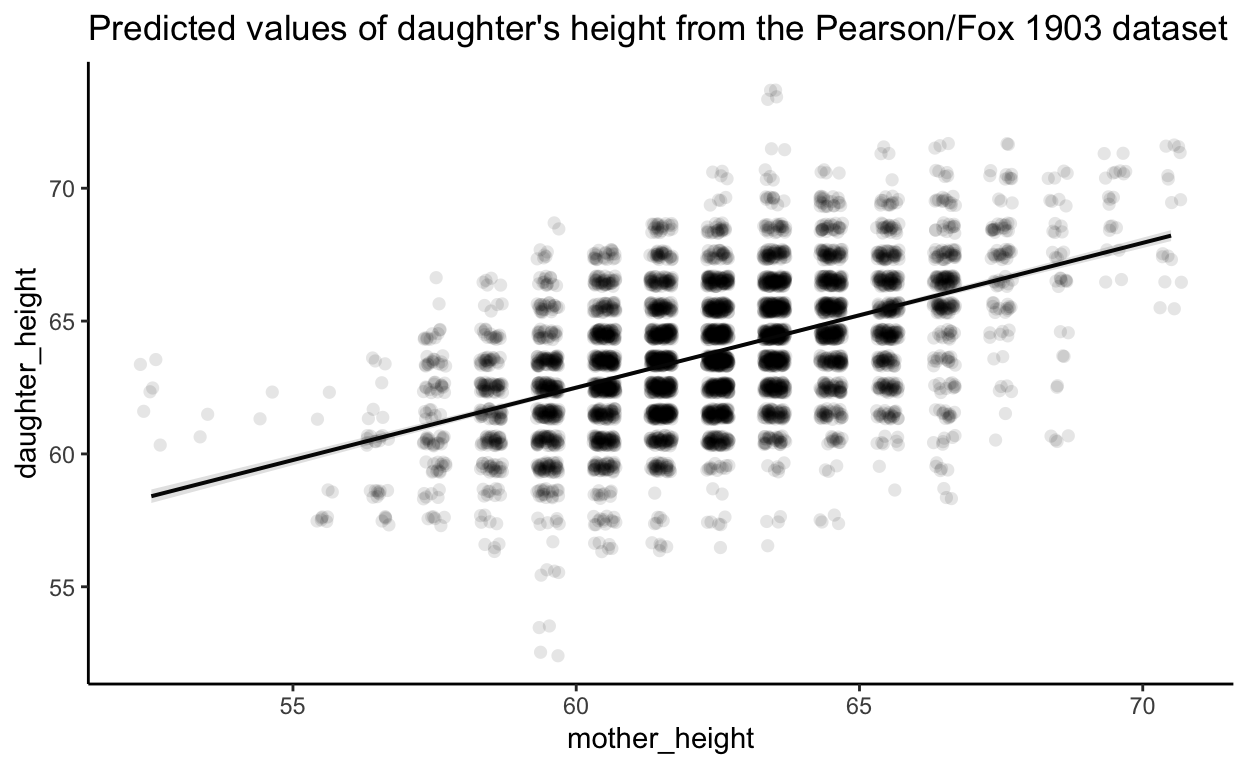 Predicted values of daughter's height from the Pearson/Fox 1903 dataset
daughter_height
70
65
60
55
55 60 65 70
mother_height